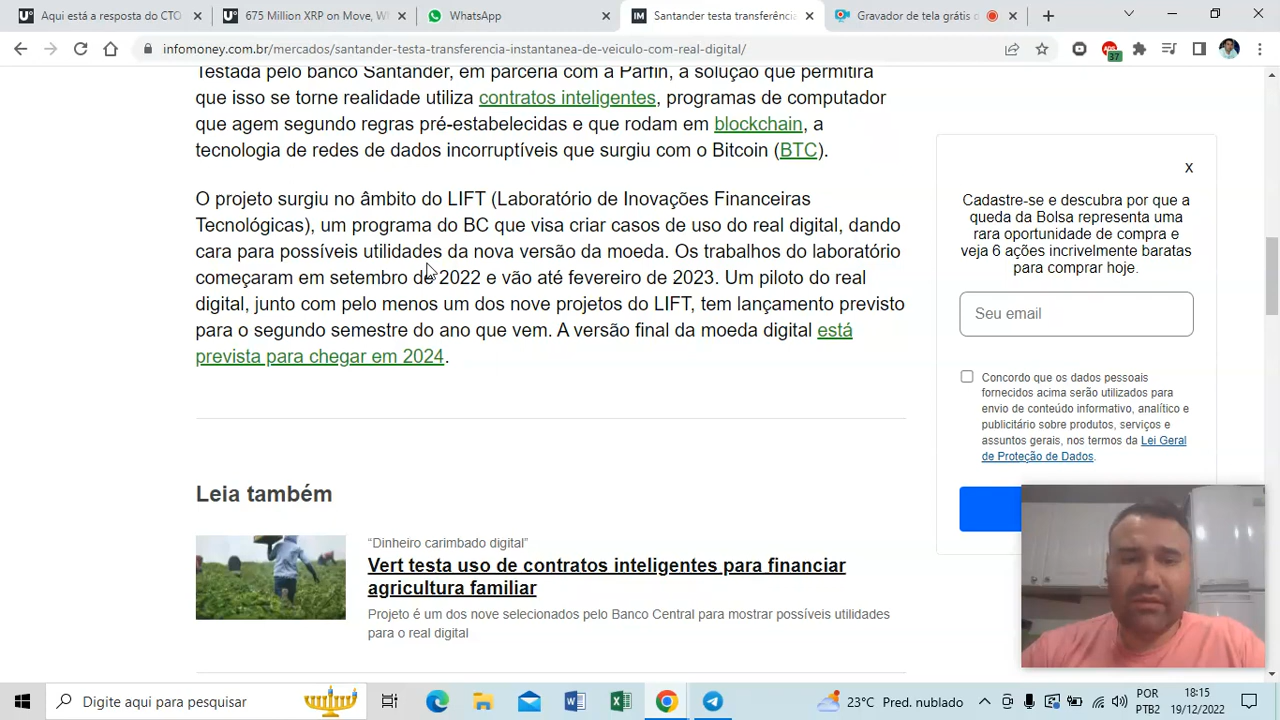 Aqui está a resposta do CTO
675 Million XRP on Move, Wh
WhatsApp
Santander testa transferência
Gravador de tela grátis o
infomoney.com.br/mercados/santander-testa-transferencia-instantanea-de-veiculo-com-real-digital/
37
Testada pelo banco Santander, em parceria com a Parfin, a solução que permitirá
que isso se torne realidade utiliza contratos inteligentes, programas de computador
que agem segundo regras pré-estabelecidas e que rodam em blockchain, a
tecnologia de redes de dados incorruptíveis que surgiu com o Bitcoin (BTC).
O projeto surgiu no âmbito do LIFT (Laboratório de Inovações Financeiras
Tecnológicas), um programa do BC que visa criar casos de uso do real digital, dando
cara para possíveis utilidades da nova versão da moeda. Os trabalhos do laboratório
começaram em setembro de 2022 e vão até fevereiro de 2023. Um piloto do real
digital, junto com pelo menos um dos nove projetos do LIFT, tem lançamento previsto
para o segundo semestre do ano que vem. A versão final da moeda digital está
prevista para chegar em 2024.
Leia também
“Dinheiro carimbado digital”
Vert testa uso de contratos inteligentes para financiar
agricultura familiar
Projeto é um dos nove selecionados pelo Banco Central para mostrar possíveis utilidades
para o real digital
X
Cadastre-se e descubra por que a
queda da Bolsa representa uma
rara oportunidade de compra e
veja 6 ações incrivelmente baratas
para comprar hoje.
Seu email
Concordo que os dados pessoais
fornecidos acima serão utilizados para
envio de conteúdo informativo, analítico e
publicitário sobre produtos, serviços e
assuntos gerais, nos termos da Lei Geral
de Proteção de Dados.
Digite aqui para pesquisar
23°C Pred. nublado
POR
PTB2
18:15
19/12/2022